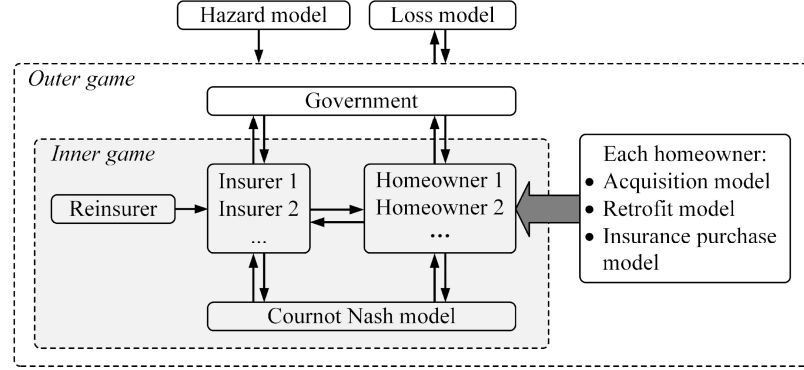 Hazard model
Loss model
Outer game
Government
Inner game
Reinsurer
Insurer 1
Insurer 2
...
Homeowner 1
Homeowner 2
...
Cournot Nash model
Each homeowner:
• Acquisition model
• Retrofit model
• Insurance purchase
model